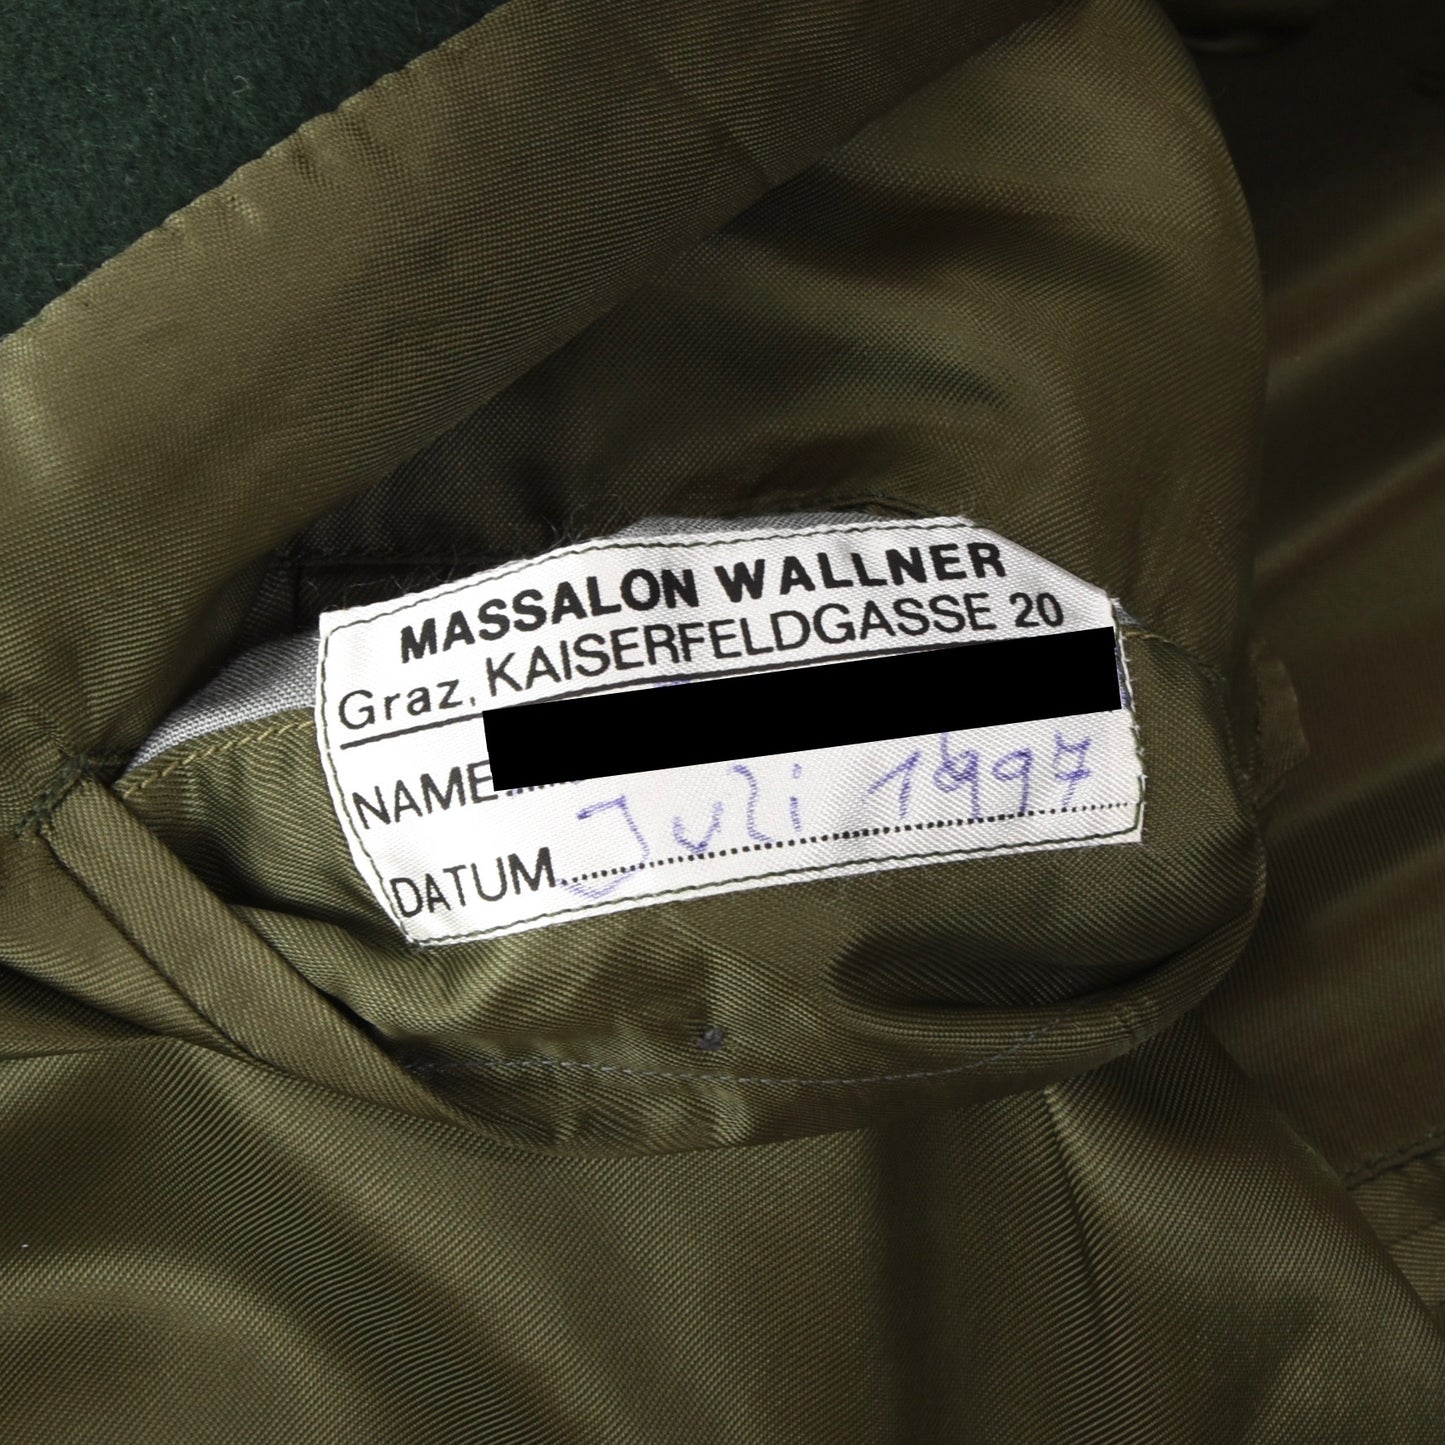 MASSALON WALLNER
Graz, KAISERFELDGASSE 20
NAME
DATUM Juli 1997